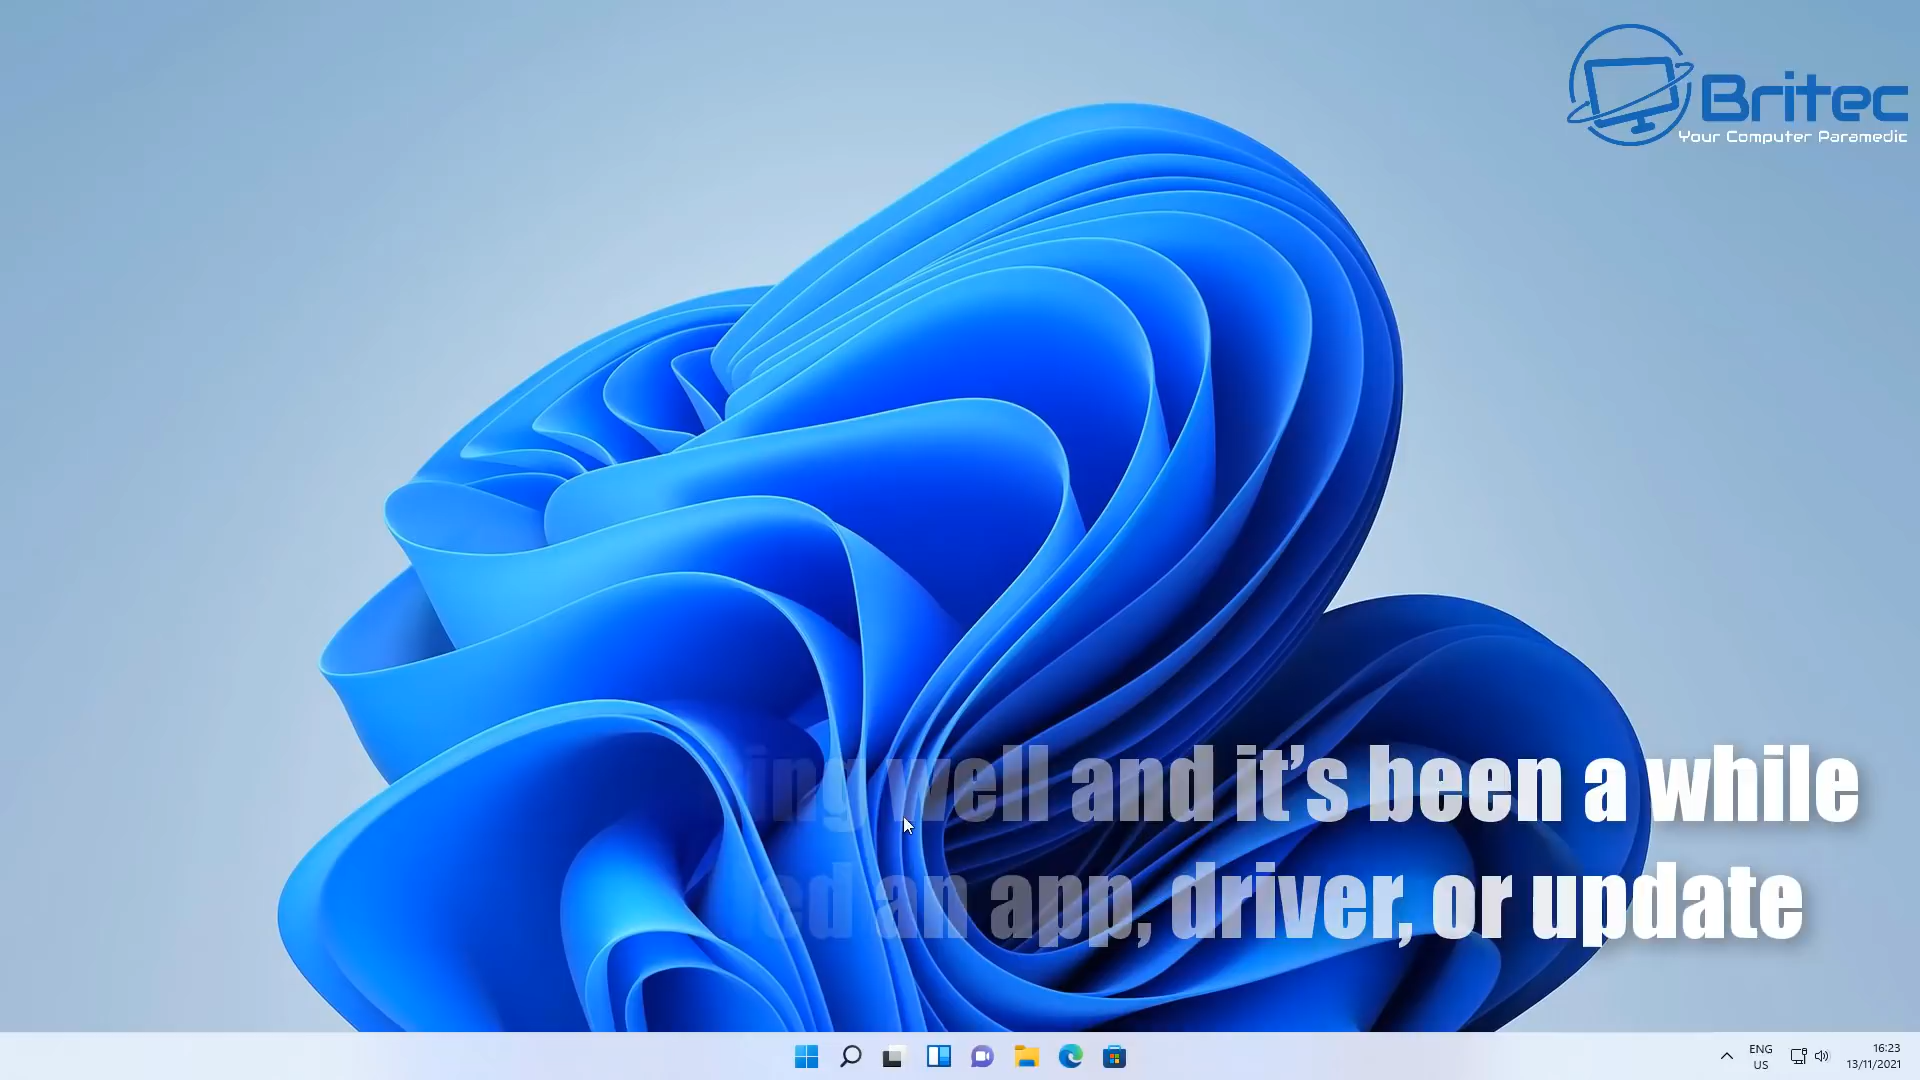 Britec
Your Computer Paramedic
well and it's been a while
an app, driver, or update
ENG
US
16:23
13/11/2021